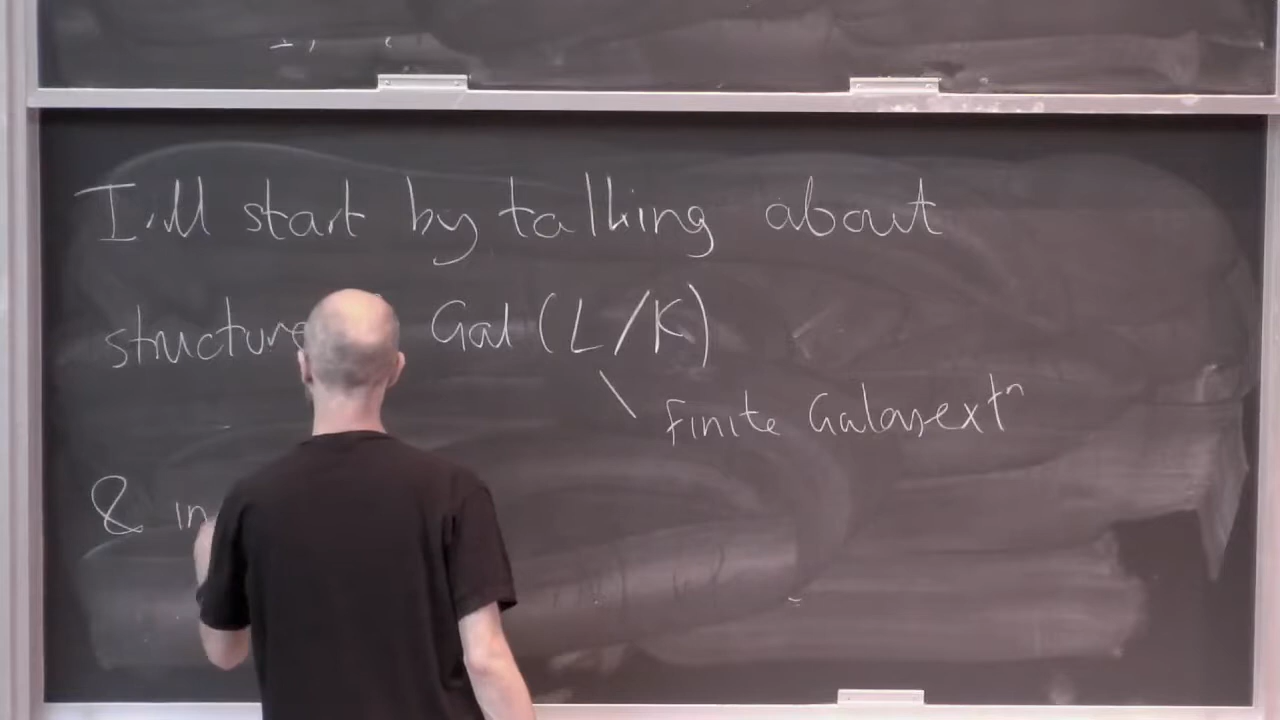 I'll start by talking about
structure Gal (L/K)
finite Galois extⁿ
& in